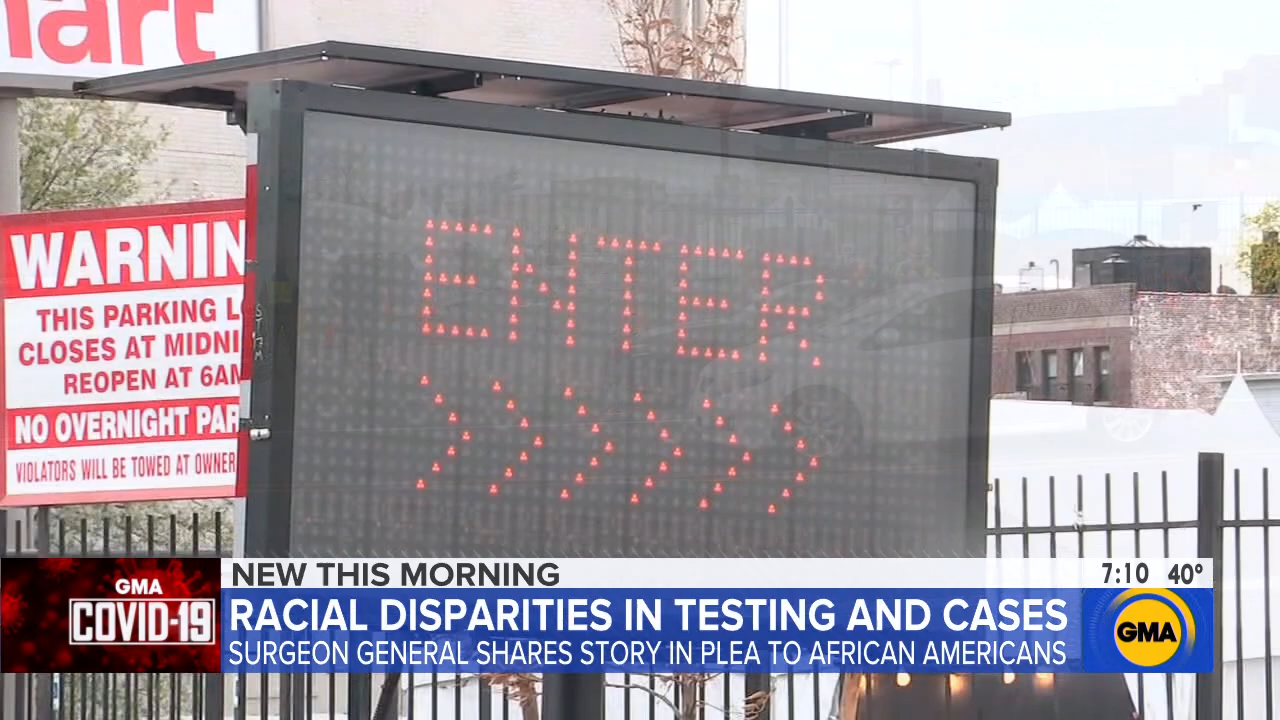 art
WARNIN
THIS PARKING L
CLOSES AT MIDNI
REOPEN AT 6AM
NO OVERNIGHT PAR
VIOLATORS WILL BE TOWED AT OWNER
ENTER
>>>>>>
GMA
COVID-19
NEW THIS MORNING
7:10 40°
RACIAL DISPARITIES IN TESTING AND CASES
SURGEON GENERAL SHARES STORY IN PLEA TO AFRICAN AMERICANS
GMA